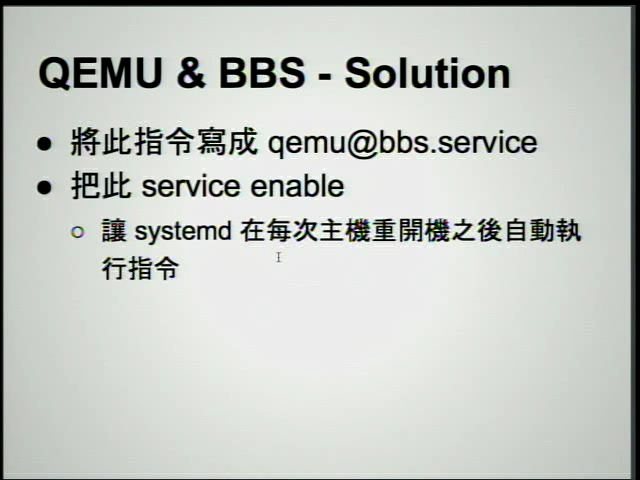 QEMU & BBS - Solution
● 將此指令寫成 qemu@bbs.service
● 把此 service enable
○ 讓 systemd 在每次主機重開機之後自動執
行指令